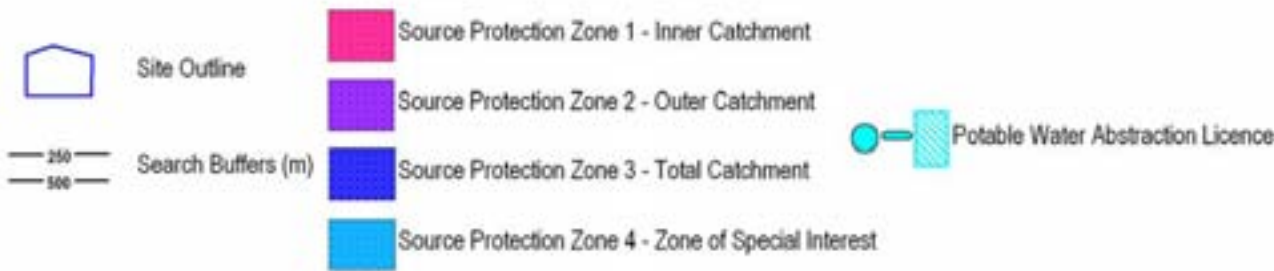 Site Outline
250
500
Search Buffers (m)
Source Protection Zone 1 - Inner Catchment
Source Protection Zone 2 - Outer Catchment
Source Protection Zone 3 - Total Catchment
Source Protection Zone 4 - Zone of Special Interest
Potable Water Abstraction Licence